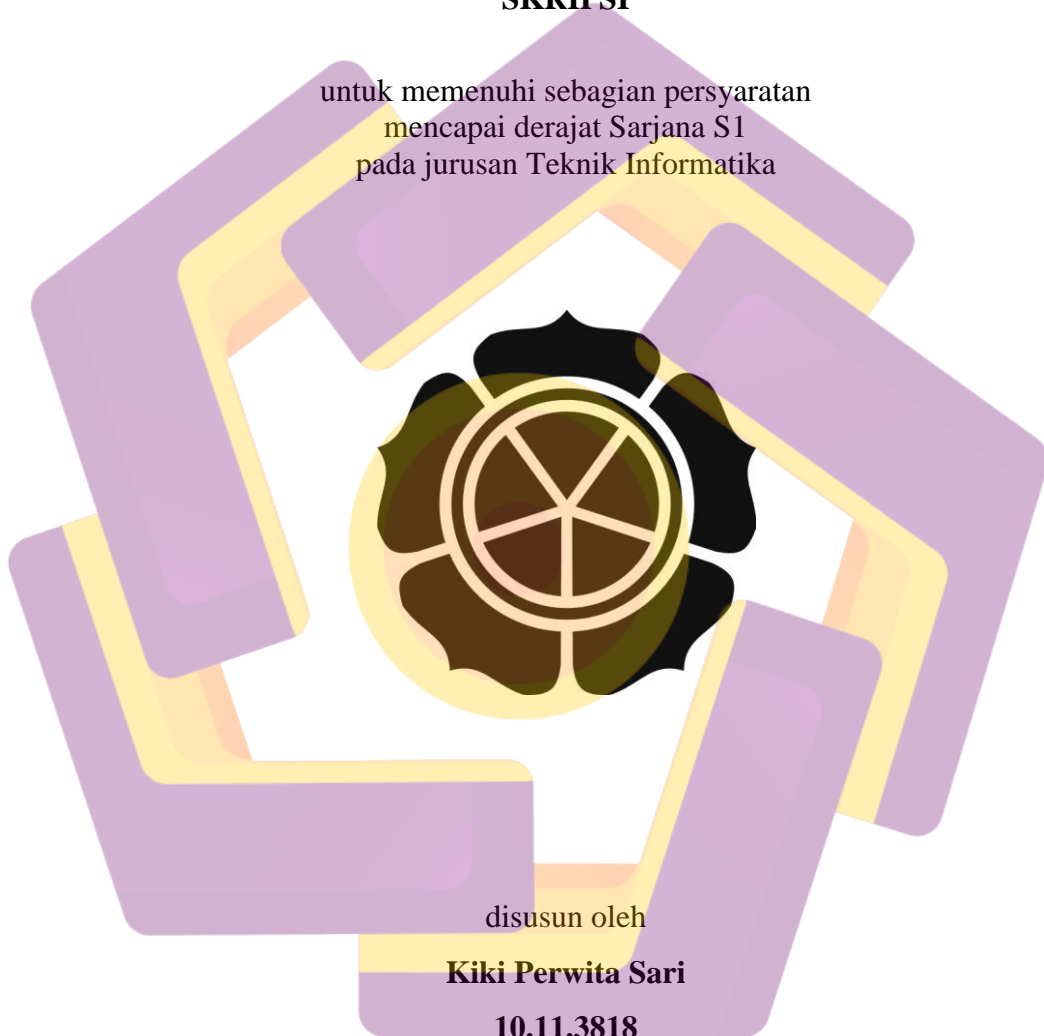 SKRIPSI
untuk memenuhi sebagian persyaratan
mencapai derajat Sarjana S1
pada jurusan Teknik Informatika
disusun oleh
Kiki Perwita Sari
10.11.3818